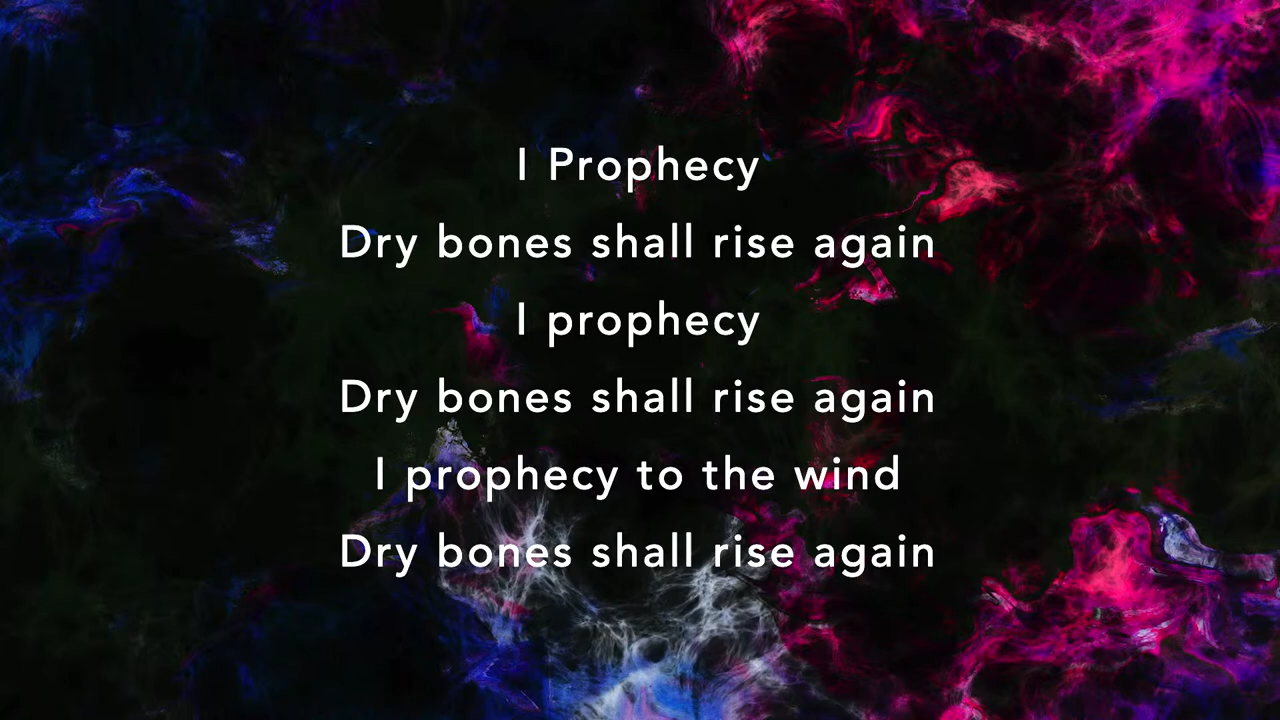 I Prophecy
Dry bones shall rise again
I prophecy
Dry bones shall rise again
I prophecy to the wind
Dry bones shall rise again